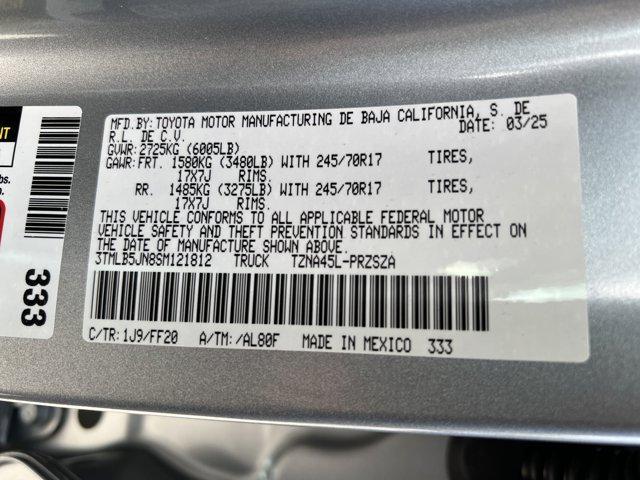 MFD.BY: TOYOTA MOTOR MANUFACTURING DE BAJA CALIFORNIA, S. DE
R.L. DE C.V. DATE: 03/25
GVWR: 2725KG (6005LB)
GAWR: FRT. 1580KG (3480LB) WITH 245/70R17 TIRES,
17X7J RIMS.
RR. 1485KG (3275LB) WITH 245/70R17 TIRES,
17X7J RIMS.
THIS VEHICLE CONFORMS TO ALL APPLICABLE FEDERAL MOTOR
VEHICLE SAFETY AND THEFT PREVENTION STANDARDS IN EFFECT ON
THE DATE OF MANUFACTURE SHOWN ABOVE.
3TMLB5JN8SM121812 TRUCK TZNA45L-PRZSZA
C/TR: 1J9/FF20 A/TM: /AL80F MADE IN MEXICO 333
333